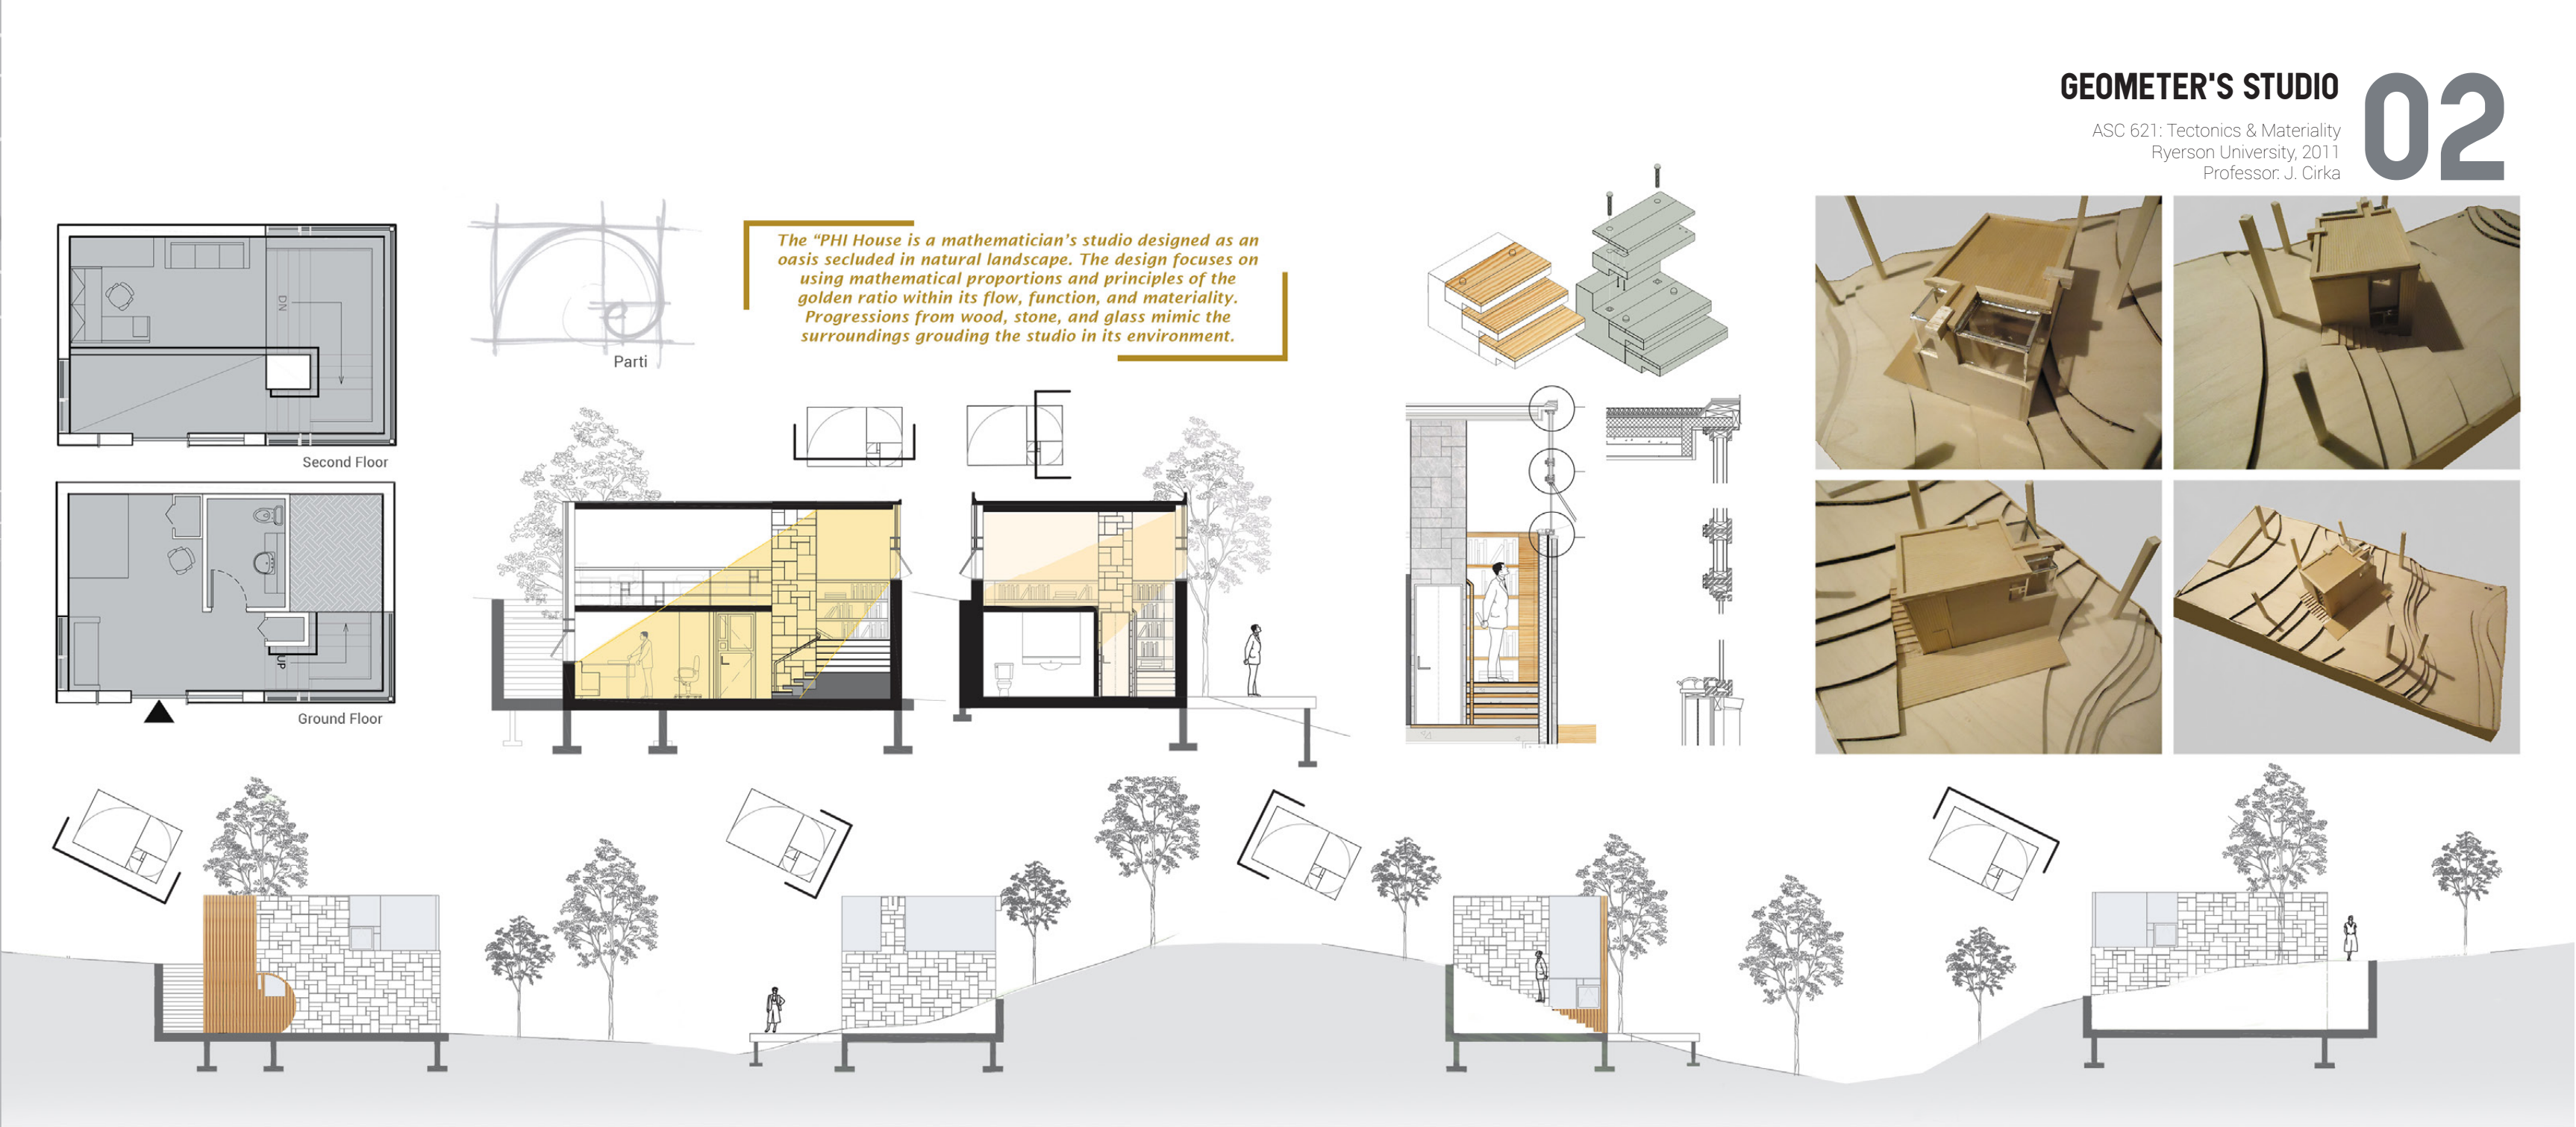 GEOMETER'S STUDIO
02
ASC 621: Tectonics & Materiality
Ryerson University, 2011
Professor: J. Cirka
The “PHI House is a mathematician’s studio designed as an
oasis secluded in natural landscape. The design focuses on
using mathematical proportions and principles of the
golden ratio within its flow, function, and materiality.
Progressions from wood, stone, and glass mimic the
surroundings grouding the studio in its environment.
Parti
DN
Second Floor
UP
Ground Floor